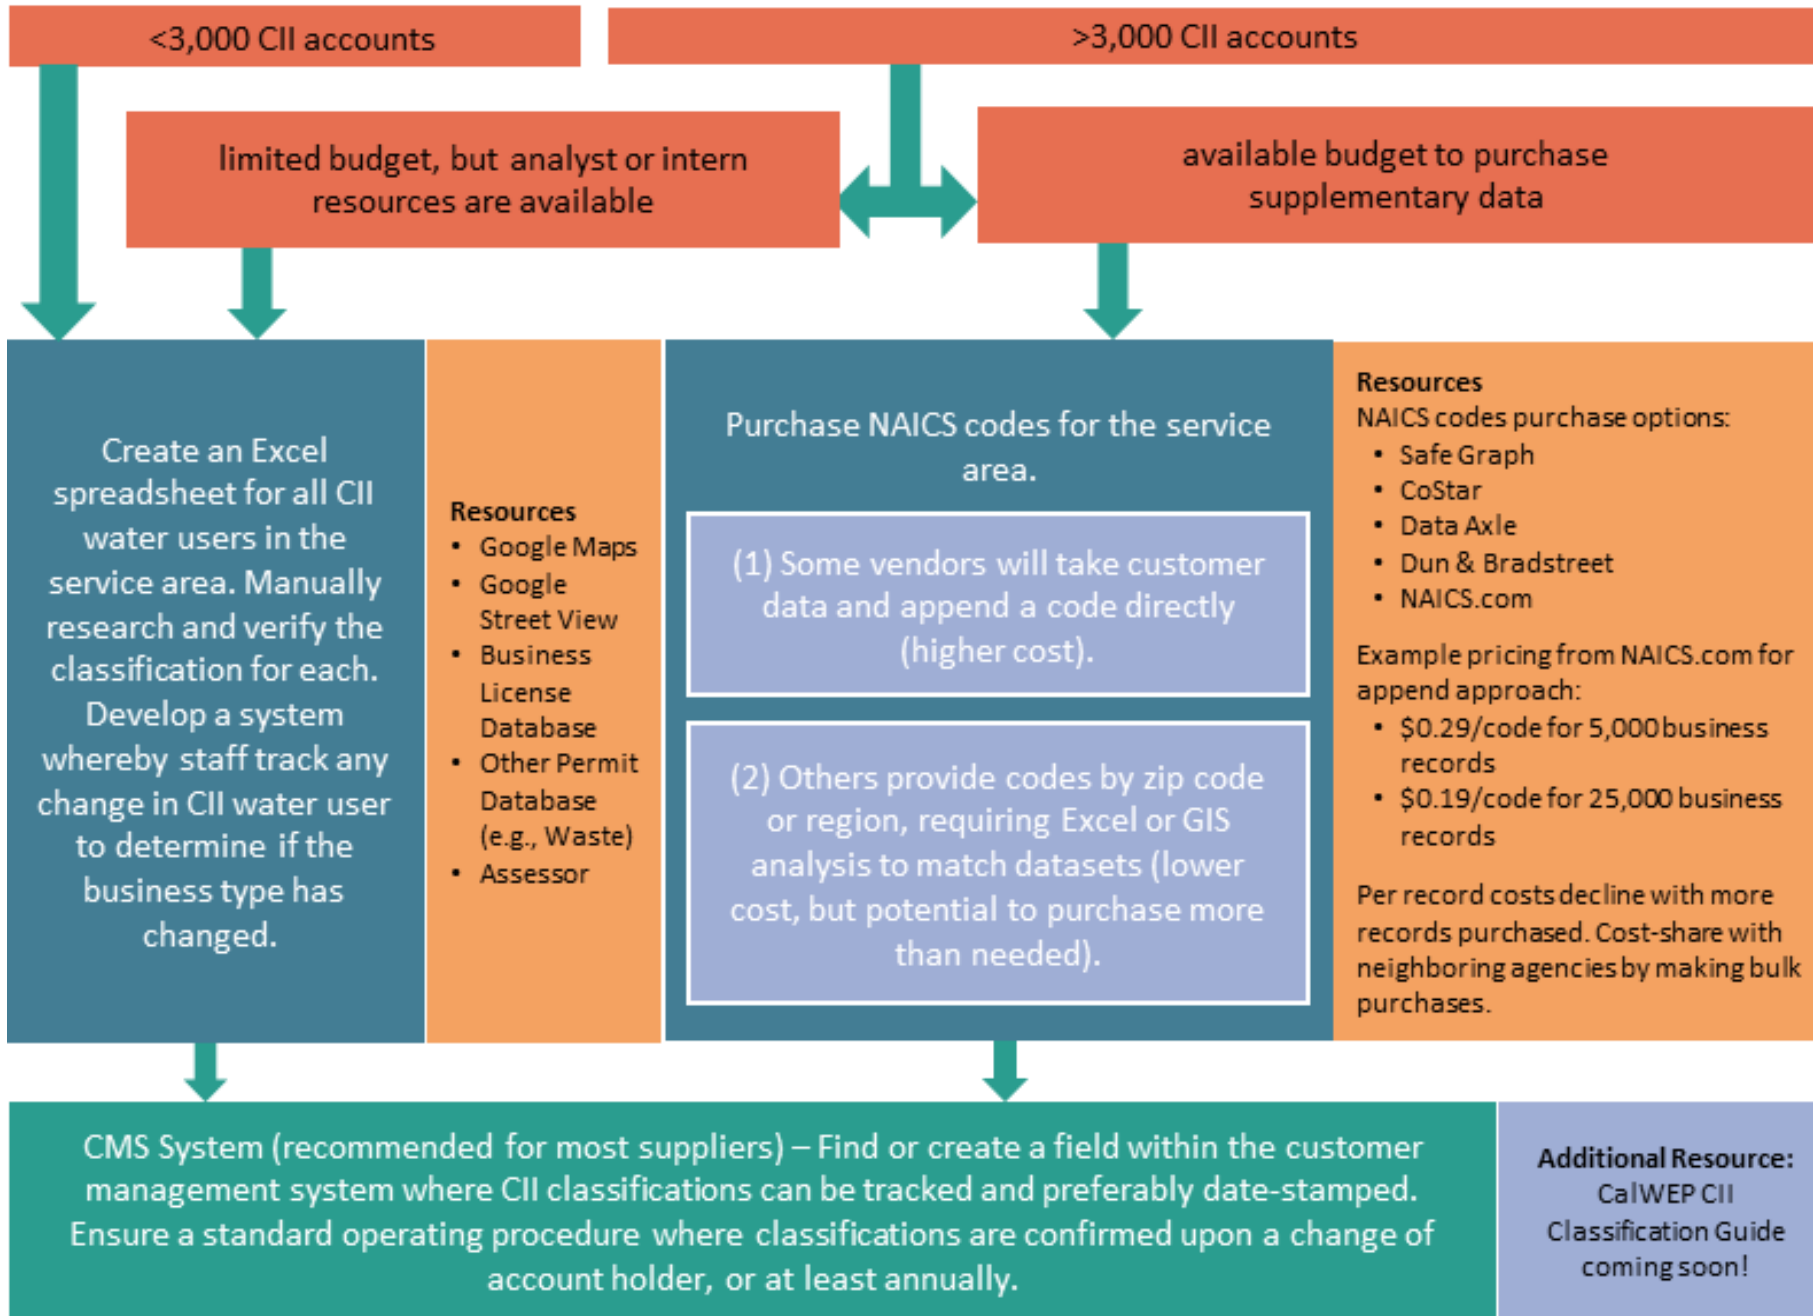 <3,000 CII accounts
>3,000 CII accounts
limited budget, but analyst or intern
resources are available
available budget to purchase
supplementary data
Create an Excel
spreadsheet for all CII
water users in the
service area. Manually
research and verify the
classification for each.
Develop a system
whereby staff track any
change in CII water user
to determine if the
business type has
changed.
Resources
• Google Maps
• Google
Street View
• Business
License
Database
• Other Permit
Database
(e.g., Waste)
• Assessor
Purchase NAICS codes for the service
area.
(1) Some vendors will take customer
data and append a code directly
(higher cost).
(2) Others provide codes by zip code
or region, requiring Excel or GIS
analysis to match datasets (lower
cost, but potential to purchase more
than needed).
Resources
NAICS codes purchase options:
• Safe Graph
• CoStar
• Data Axle
• Dun & Bradstreet
• NAICS.com
Example pricing from NAICS.com for
append approach:
• $0.29/code for 5,000 business
records
• $0.19/code for 25,000 business
records
Per record costs decline with more
records purchased. Cost-share with
neighboring agencies by making bulk
purchases.
CMS System (recommended for most suppliers) – Find or create a field within the customer
management system where CII classifications can be tracked and preferably date-stamped.
Ensure a standard operating procedure where classifications are confirmed upon a change of
account holder, or at least annually.
Additional Resource:
CalWEP CII
Classification Guide
coming soon!